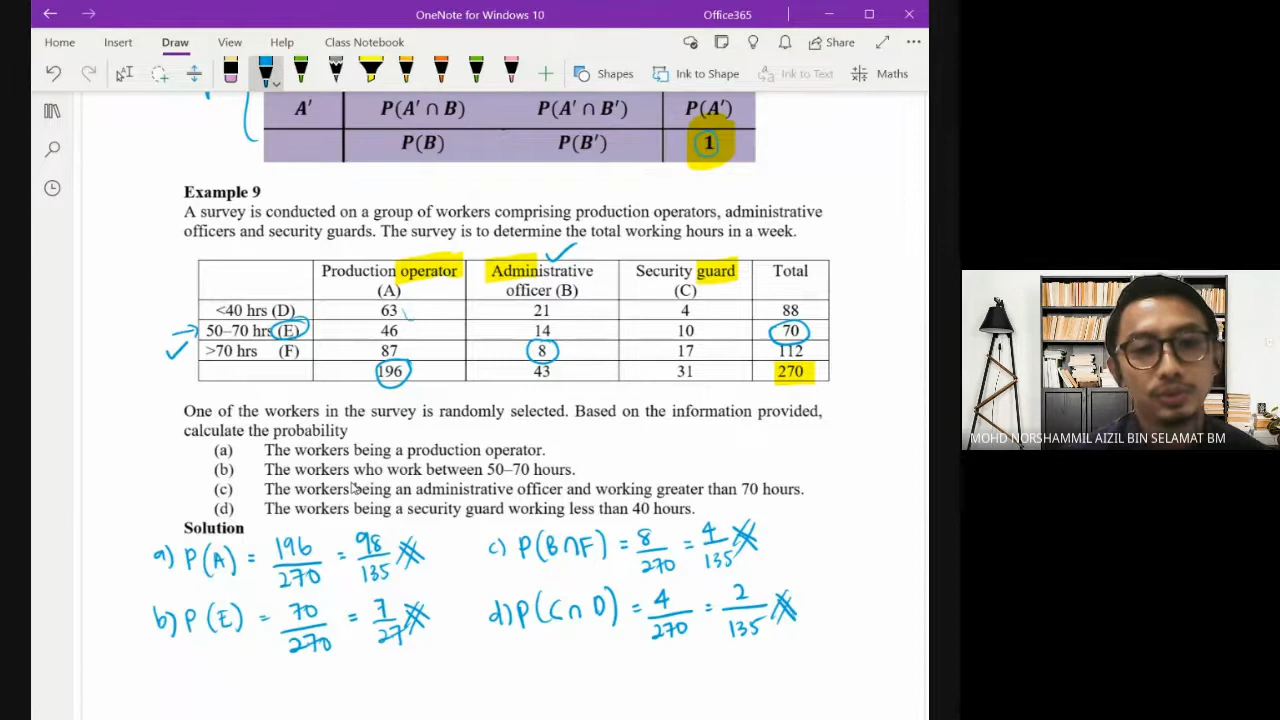 OneNote for Windows 10
Office365
Home Insert Draw View Help Class Notebook
Share
Shapes
Ink to Shape
Ink to Text
Maths
A′ P(A′ ∩ B) P(A′ ∩ B′) P(A′)
P(B) P(B′) 1
Example 9
A survey is conducted on a group of workers comprising production operators, administrative
officers and security guards. The survey is to determine the total working hours in a week.
Production operator Administrative Security guard Total
(A) officer (B) (C)
<40 hrs (D) 63 21 4 88
50–70 hrs (E) 46 14 10 70
>70 hrs (F) 87 8 17 112
196 43 31 270
One of the workers in the survey is randomly selected. Based on the information provided,
calculate the probability
(a) The workers being a production operator.
(b) The workers who work between 50–70 hours.
(c) The workers being an administrative officer and working greater than 70 hours.
(d) The workers being a security guard working less than 40 hours.
Solution
a) P(A) = 196/270 = 98/135
b) P(E) = 70/270 = 7/27
c) P(B∩F) = 8/270 = 4/135
d) P(C∩D) = 4/270 = 2/135
MOHD NORSHAMMIL AIZIL BIN SELAMAT BM